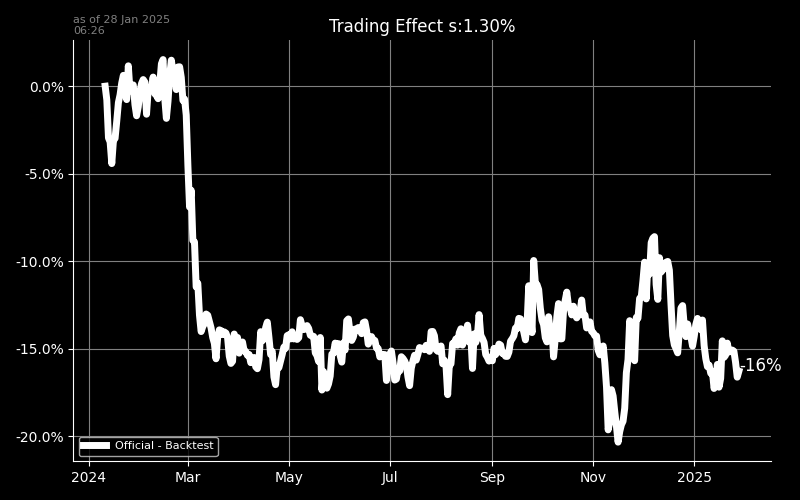 as of 28 Jan 2025
06:26
Trading Effect s:1.30%
0.0%
-5.0%
-10.0%
-15.0%
-20.0%
-16%
Official - Backtest
2024 Mar May Jul Sep Nov 2025